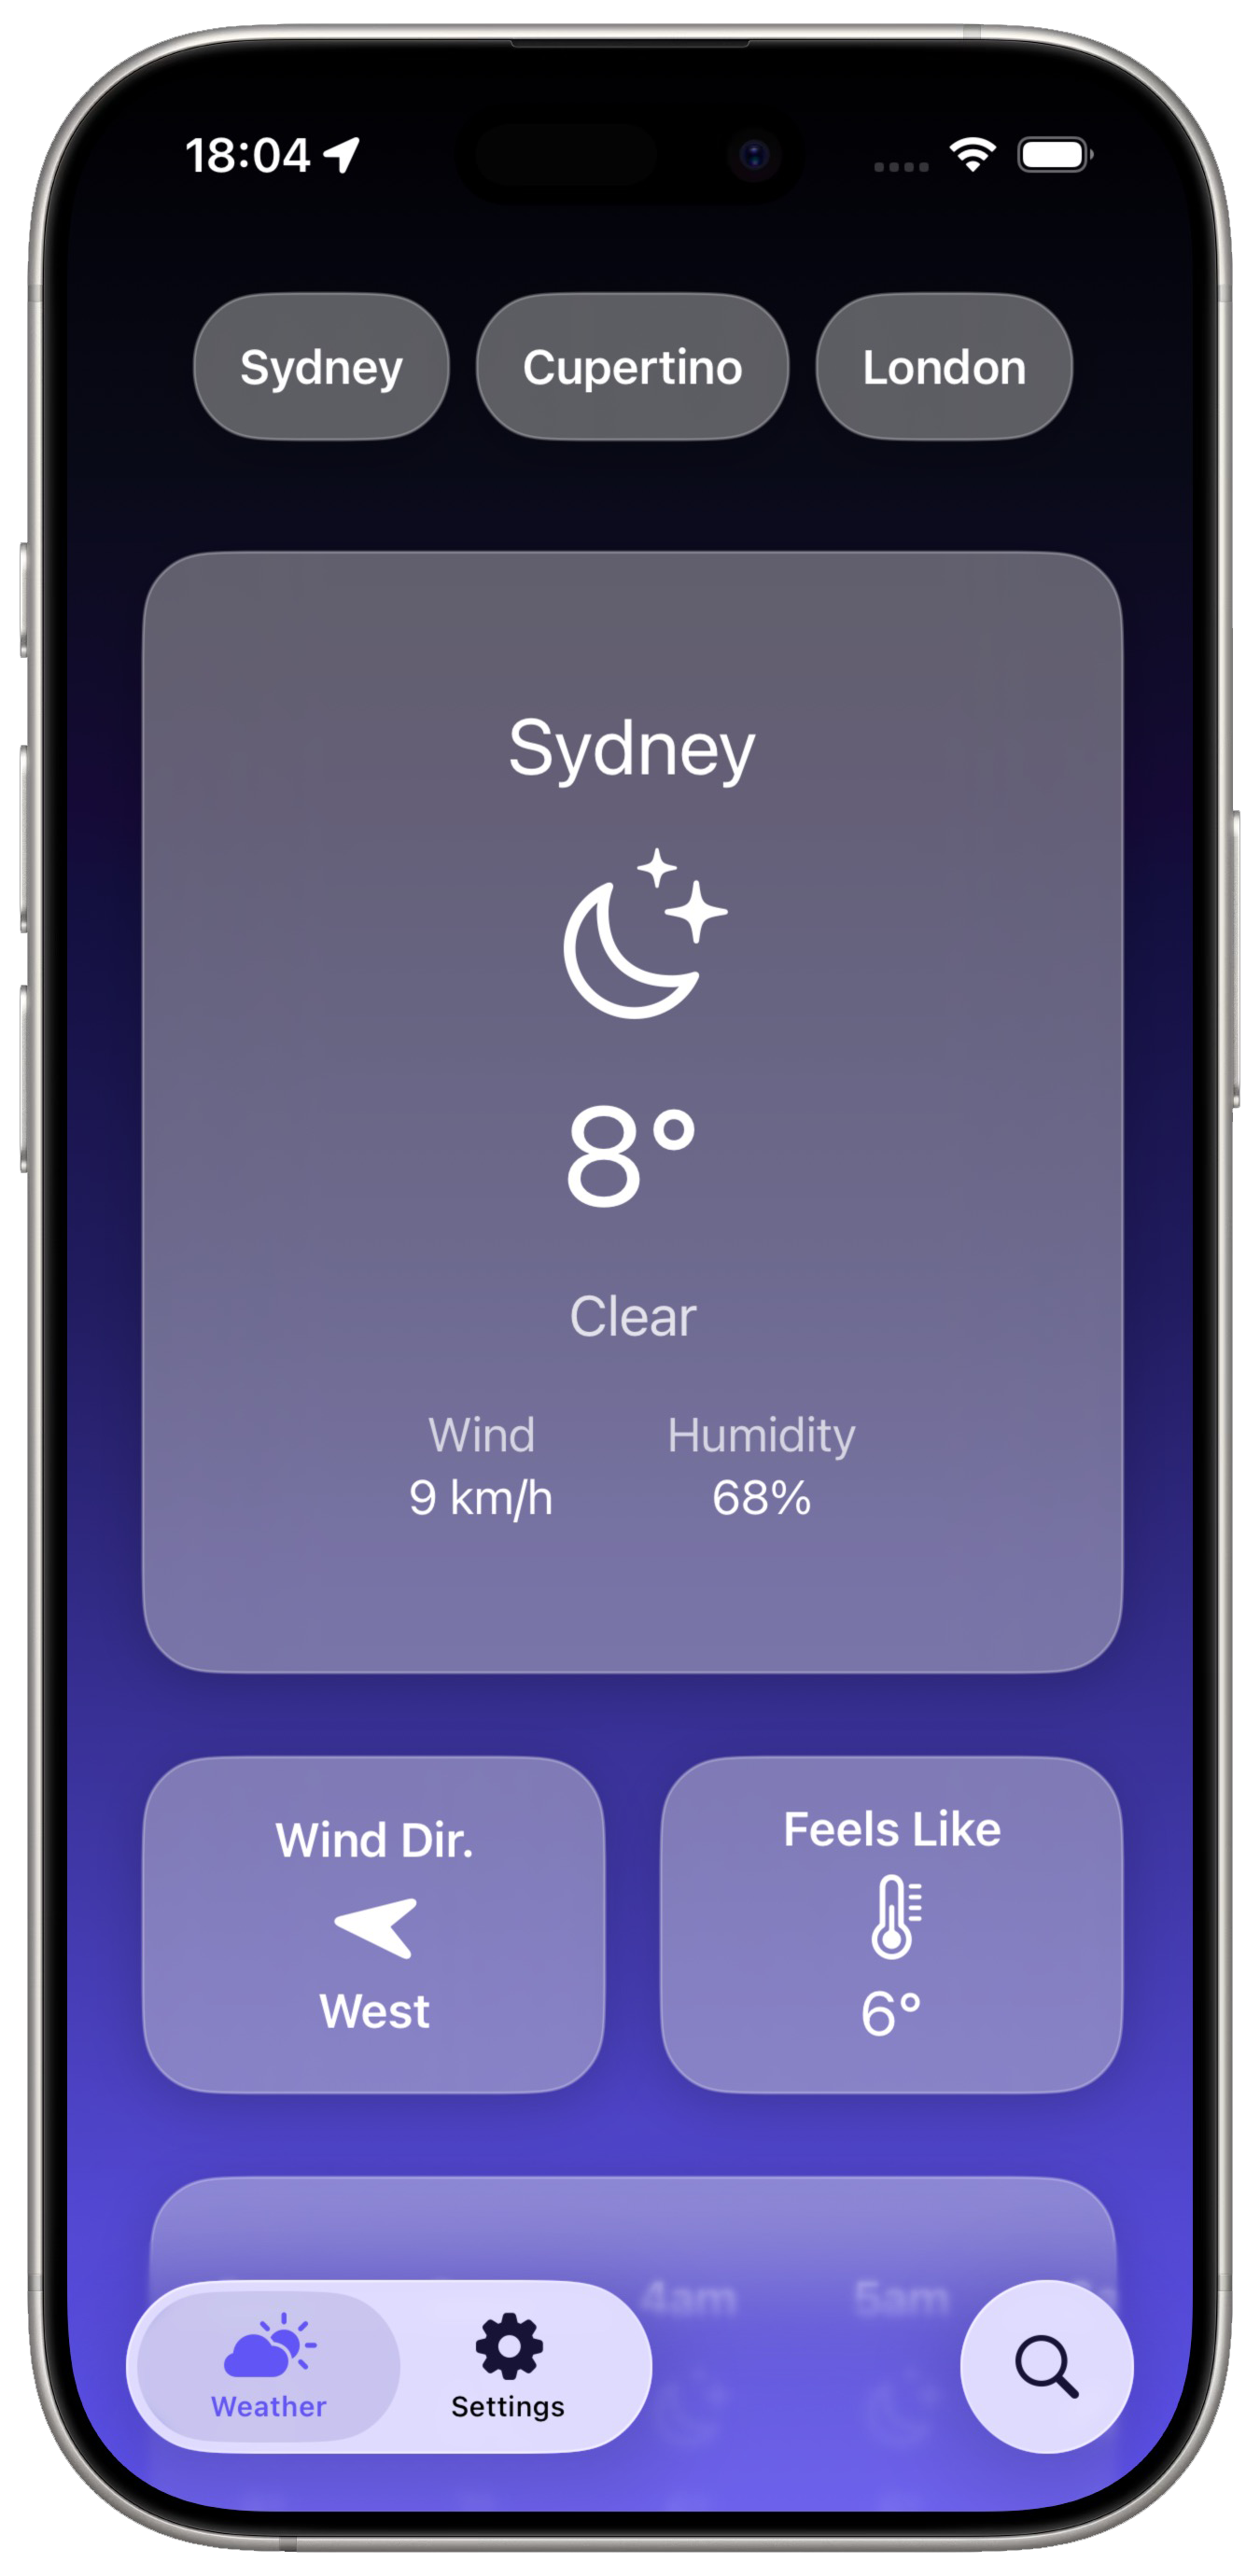 18:04
Sydney Cupertino London
Sydney
8°
Clear
Wind Humidity
9 km/h 68%
Wind Dir. Feels Like
West 6°
4am 5am
Weather Settings